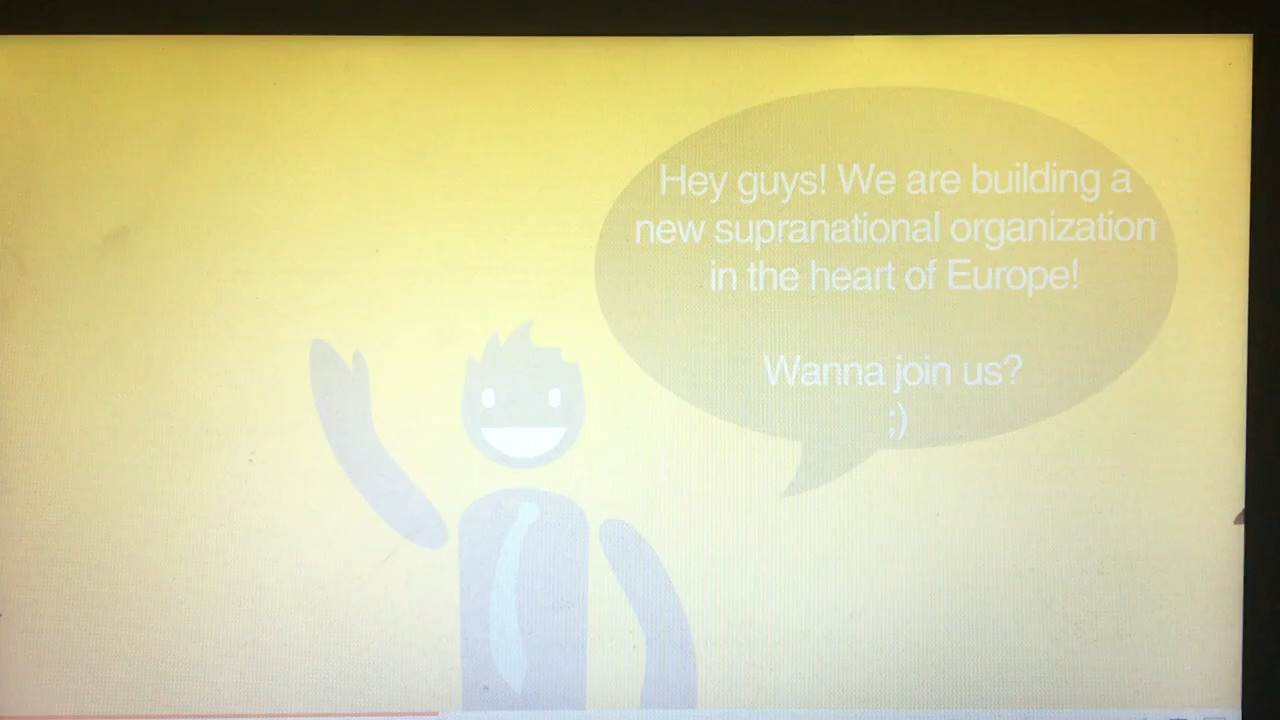 Hey guys! We are building a
new supranational organization
in the heart of Europe!
Wanna join us?
;)